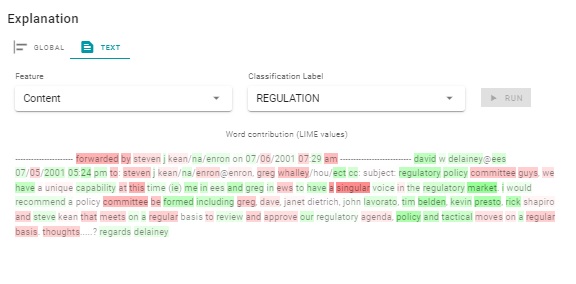 Explanation
GLOBAL TEXT
Feature Classification Label
Content REGULATION RUN
Word contribution (LIME values)
---------------------- forwarded by steven j kean/na/enron on 07/06/2001 07 29 am --------------------------- david w delainey@ees
07/05/2001 05:24 pm to: steven j kean/na/enron@enron, greg whalley/hou/ect cc: subject: regulatory policy committee guys, we
have a unique capability at this time (ie) me in ees and greg in ews to have a singular voice in the regulatory market. i would
recommend a policy committee be formed including greg, dave, janet dietrich, john lavorato, tim belden, kevin presto, rick shapiro
and steve kean that meets on a regular basis to review and approve our regulatory agenda, policy and tactical moves on a regular
basis. thoughts.....? regards delainey